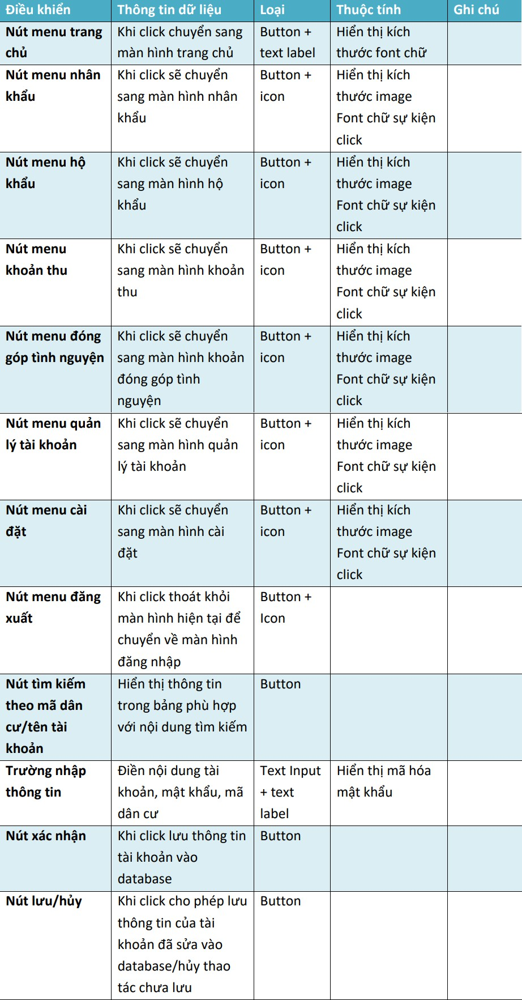 Điều khiển Thông tin dữ liệu Loại Thuộc tính Ghi chú
Nút menu trang
chủ
Khi click chuyển sang
màn hình trang chủ
Button +
text label
Hiển thị kích
thước font chữ
Nút menu nhân
khẩu
Khi click sẽ chuyển
sang màn hình nhân
khẩu
Button +
icon
Hiển thị kích
thước image
Font chữ sự kiện
click
Nút menu hộ
khẩu
Khi click sẽ chuyển
sang màn hình hộ
khẩu
Button +
icon
Hiển thị kích
thước image
Font chữ sự kiện
click
Nút menu
khoản thu
Khi click sẽ chuyển
sang màn hình khoản
thu
Button +
icon
Hiển thị kích
thước image
Font chữ sự kiện
click
Nút menu đóng
góp tình nguyện
Khi click sẽ chuyển
sang màn hình khoản
đóng góp tình
nguyện
Button +
icon
Hiển thị kích
thước image
Font chữ sự kiện
click
Nút menu quản
lý tài khoản
Khi click sẽ chuyển
sang màn hình quản
lý tài khoản
Button +
icon
Hiển thị kích
thước image
Font chữ sự kiện
click
Nút menu cài
đặt
Khi click sẽ chuyển
sang màn hình cài
đặt
Button +
icon
Hiển thị kích
thước image
Font chữ sự kiện
click
Nút menu đăng
xuất
Khi click thoát khỏi
màn hình hiện tại để
chuyển về màn hình
đăng nhập
Button +
Icon
Nút tìm kiếm
theo mã dân
cư/tên tài
khoản
Hiển thị thông tin
trong bảng phù hợp
với nội dung tìm kiếm
Button
Trường nhập
thông tin
Điền nội dung tài
khoản, mật khẩu, mã
dân cư
Text Input
+ text
label
Hiển thị mã hóa
mật khẩu
Nút xác nhận
Khi click lưu thông tin
tài khoản vào
database
Button
Nút lưu/hủy
Khi click cho phép lưu
thông tin của tài
khoản đã sửa vào
database/hủy thao
tác chưa lưu
Button